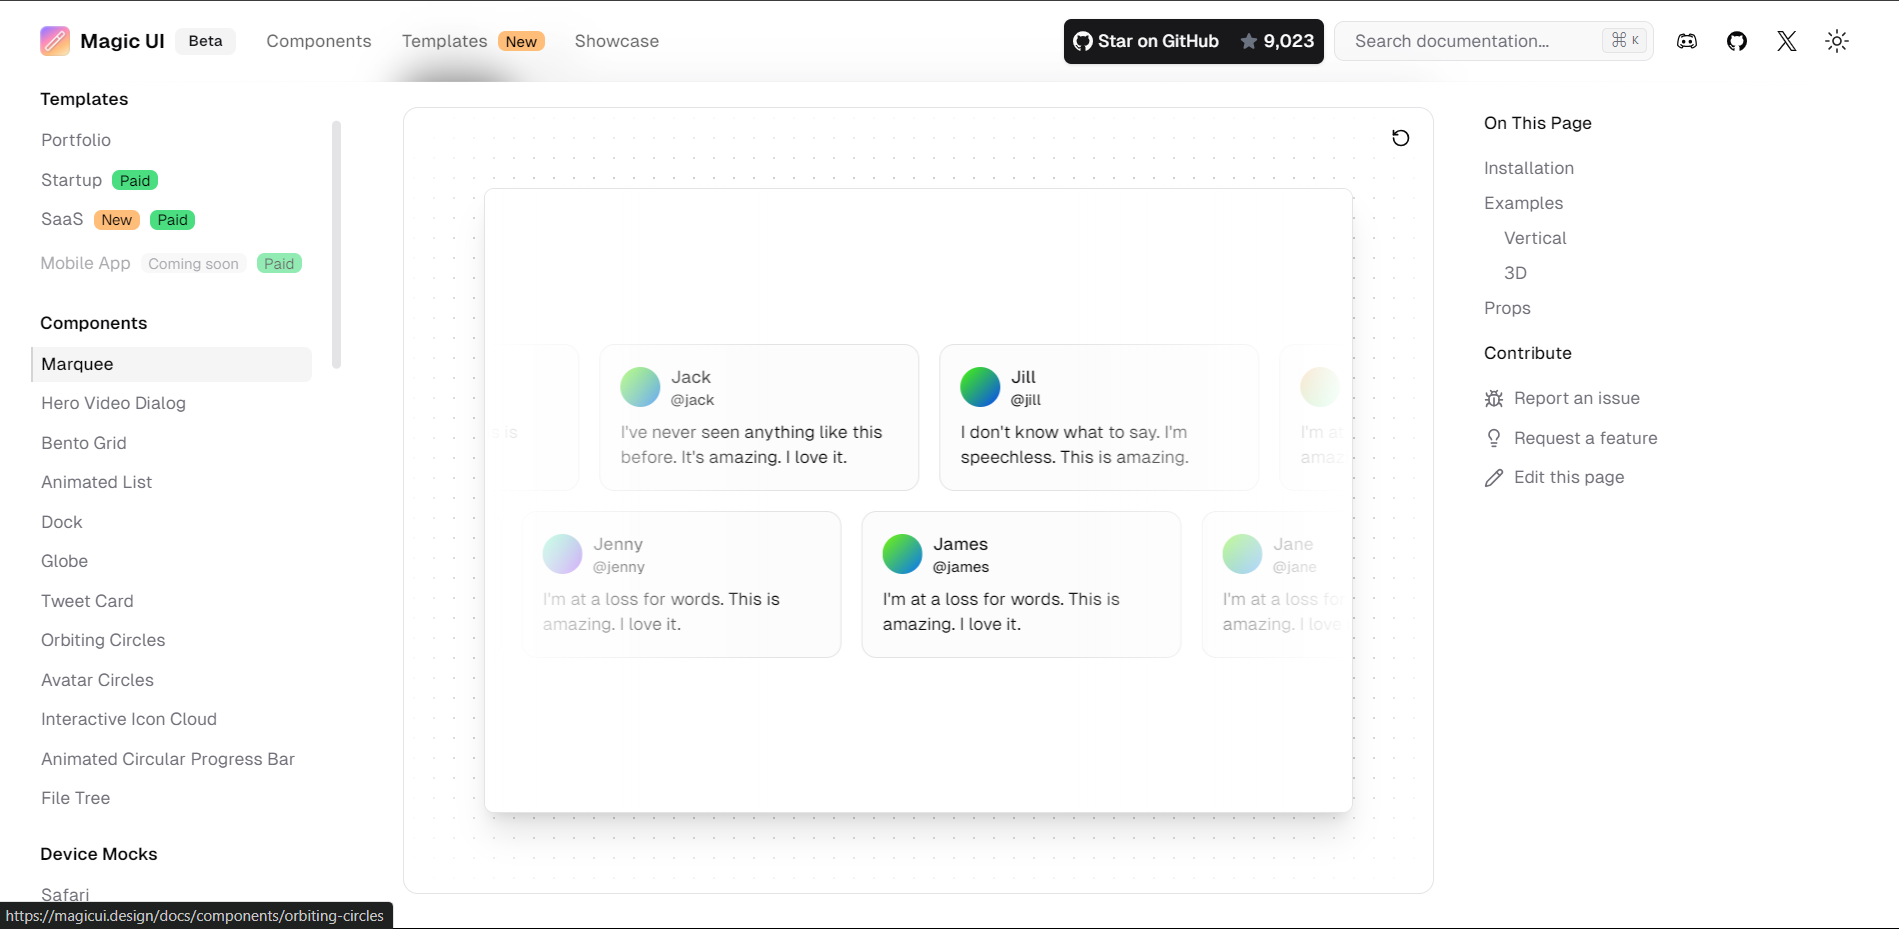 Magic UI Beta Components Templates New Showcase Star on GitHub 9,023 Search documentation... ⌘ K
Templates
Portfolio
Startup Paid
SaaS New Paid
Mobile App Coming soon Paid
Components
Marquee
Hero Video Dialog
Bento Grid
Animated List
Dock
Globe
Tweet Card
Orbiting Circles
Avatar Circles
Interactive Icon Cloud
Animated Circular Progress Bar
File Tree
Device Mocks
Safari
https://magicui.design/docs/components/orbiting-circles
s is
Jack
@jack
I've never seen anything like this
before. It's amazing. I love it.
Jill
@jill
I don't know what to say. I'm
speechless. This is amazing.
I'm at
amaz
Jenny
@jenny
I'm at a loss for words. This is
amazing. I love it.
James
@james
I'm at a loss for words. This is
amazing. I love it.
Jane
@jane
I'm at a loss for
amazing. I love
On This Page
Installation
Examples
Vertical
3D
Props
Contribute
Report an issue
Request a feature
Edit this page